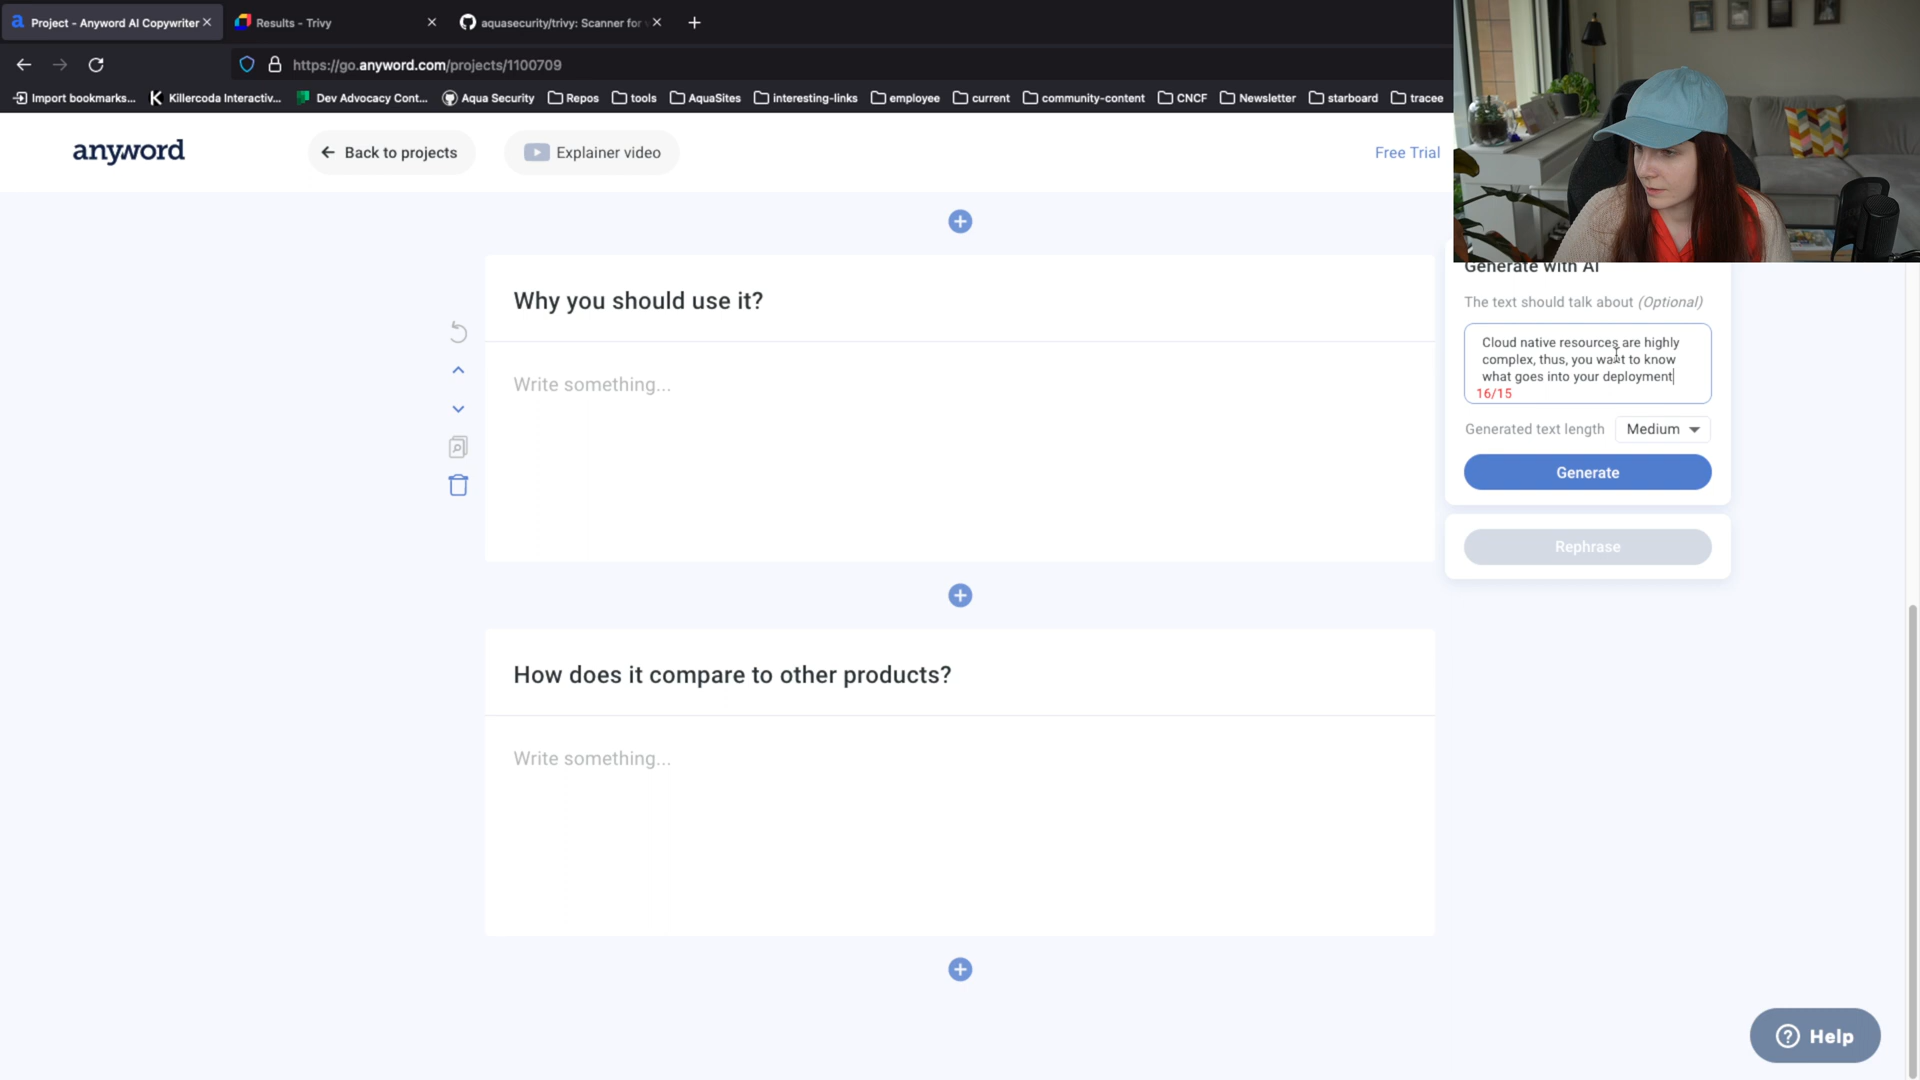 Project - Anyword AI Copywriter
Results - Trivy
aquasecurity/trivy: Scanner for
https://go.anyword.com/projects/1100709
Import bookmarks...
Killercoda Interactiv...
Dev Advocacy Cont...
Aqua Security
Repos
tools
AquaSites
interesting-links
employee
current
community-content
CNCF
Newsletter
starboard
tracee
anyword
Back to projects
Explainer video
Free Trial
Why you should use it?
Write something...
Generate with AI
The text should talk about (Optional)
Cloud native resources are highly
complex, thus, you want to know
what goes into your deployment
16/15
Generated text length
Medium
Generate
Rephrase
How does it compare to other products?
Write something...
Help